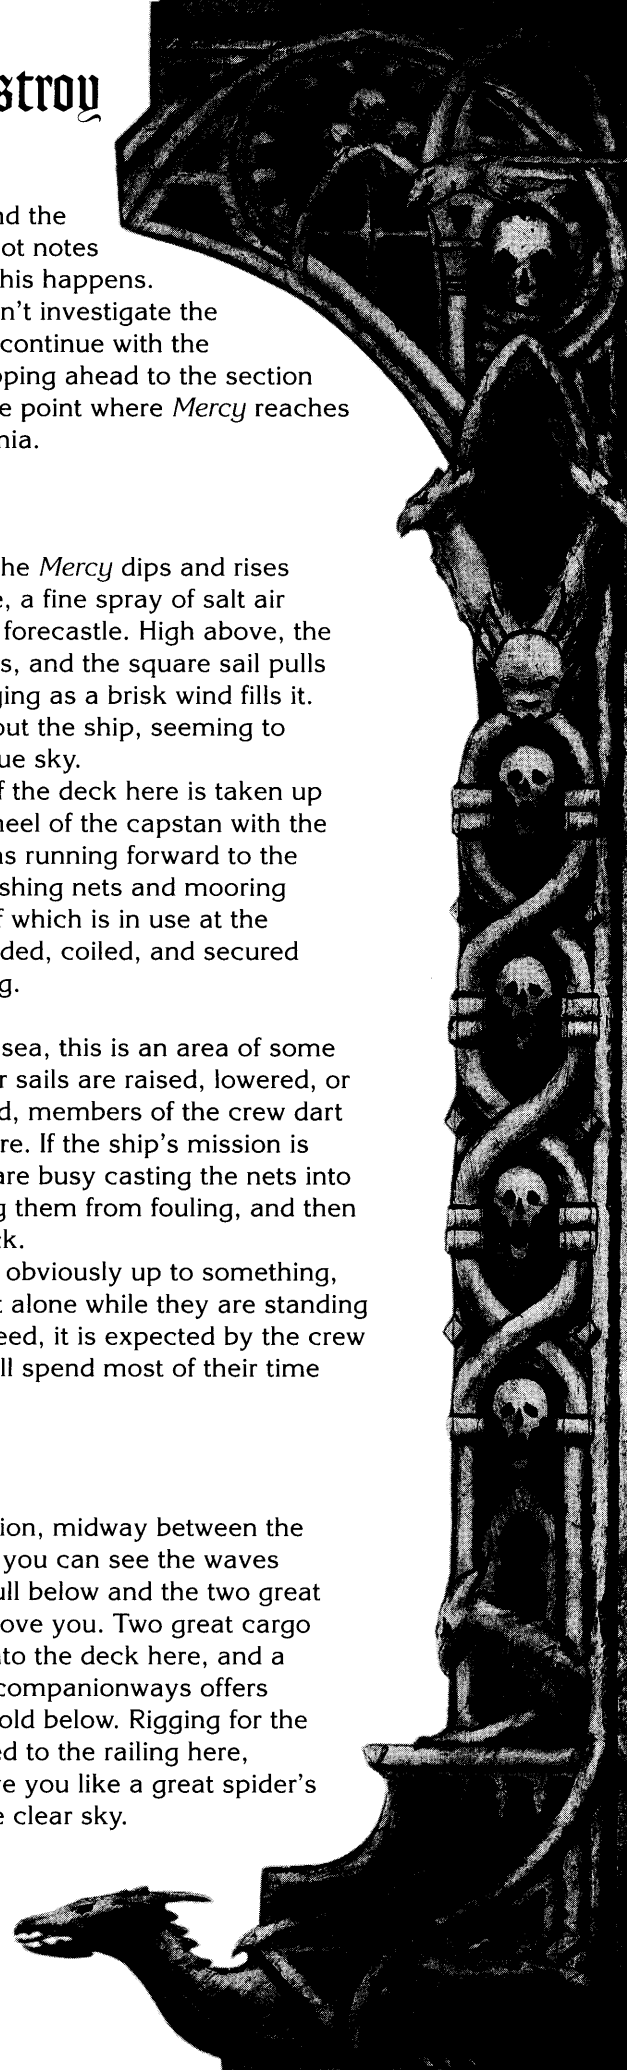 stroy
nd the
ot notes
his happens.
n't investigate the
continue with the
pping ahead to the section
e point where Mercy reaches
nia.
he Mercy dips and rises
e, a fine spray of salt air
forecastle. High above, the
s, and the square sail pulls
ging as a brisk wind fills it.
out the ship, seeming to
ue sky.
f the deck here is taken up
heel of the capstan with the
ns running forward to the
shing nets and mooring
f which is in use at the
ded, coiled, and secured
g.
sea, this is an area of some
r sails are raised, lowered, or
d, members of the crew dart
re. If the ship's mission is
are busy casting the nets into
g them from fouling, and then
k.
obviously up to something,
t alone while they are standing
eed, it is expected by the crew
ll spend most of their time
ion, midway between the
you can see the waves
ull below and the two great
ove you. Two great cargo
to the deck here, and a
companionways offers
old below. Rigging for the
ed to the railing here,
e you like a great spider's
e clear sky.